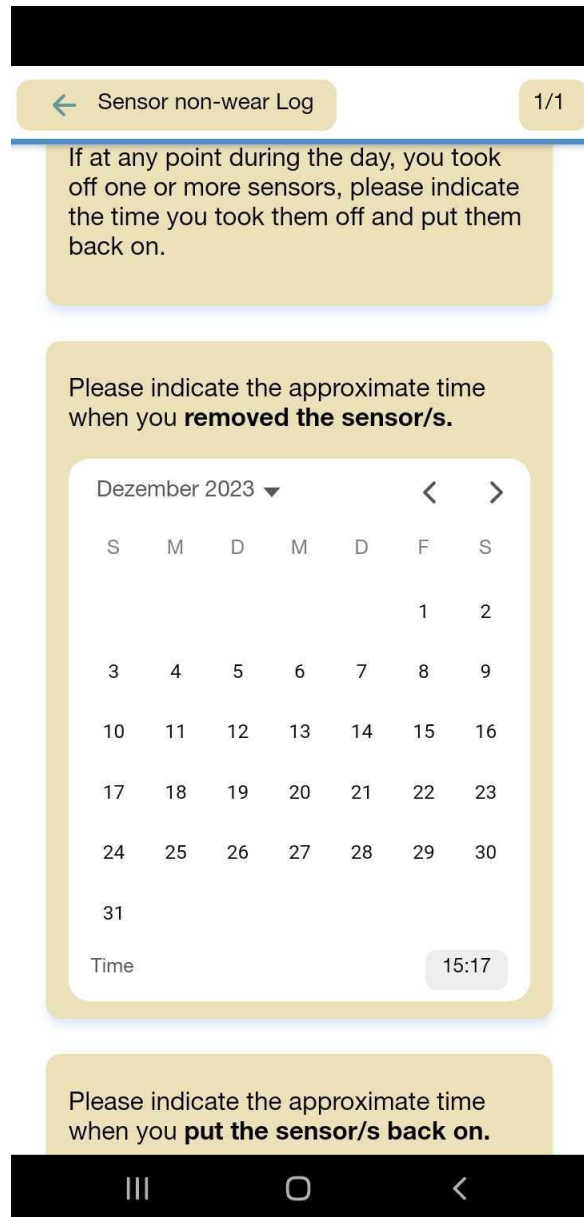 Sensor non-wear Log
1/1
If at any point during the day, you took
off one or more sensors, please indicate
the time you took them off and put them
back on.
Please indicate the approximate time
when you removed the sensor/s.
Dezember 2023
S M D M D F S
1 2
3 4 5 6 7 8 9
10 11 12 13 14 15 16
17 18 19 20 21 22 23
24 25 26 27 28 29 30
31
Time 15:17
Please indicate the approximate time
when you put the sensor/s back on.